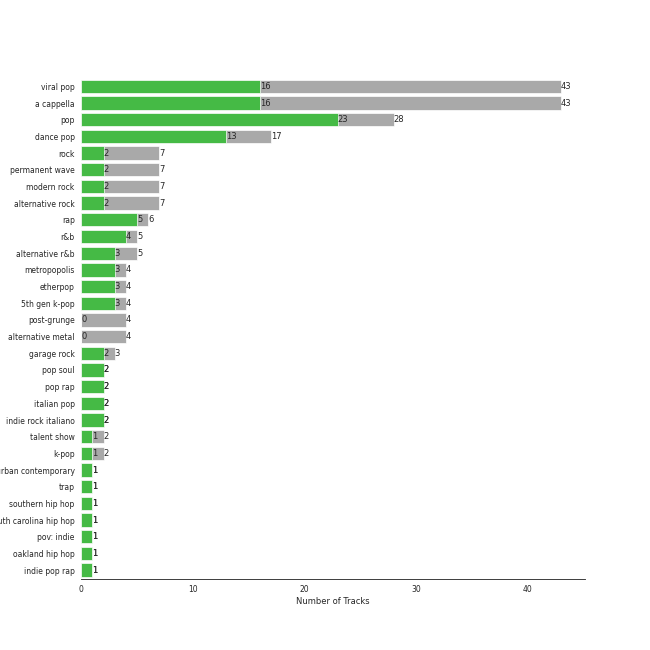 viral pop 16 43
a cappella 16 43
pop 23 28
dance pop 13 17
rock 2 7
permanent wave 2 7
modern rock 2 7
alternative rock 2 7
rap 5 6
r&b 4 5
alternative r&b 3 5
metropopolis 3 4
etherpop 3 4
5th gen k-pop 3 4
post-grunge 0 4
alternative metal 0 4
garage rock 2 3
pop soul 2
pop rap 2
italian pop 2
indie rock italiano 2
talent show 1 2
k-pop 1 2
rban contemporary 1
trap 1
southern hip hop 1
uth carolina hip hop 1
pov: indie 1
oakland hip hop 1
indie pop rap 1
0 10 20 30 40
Number of Tracks